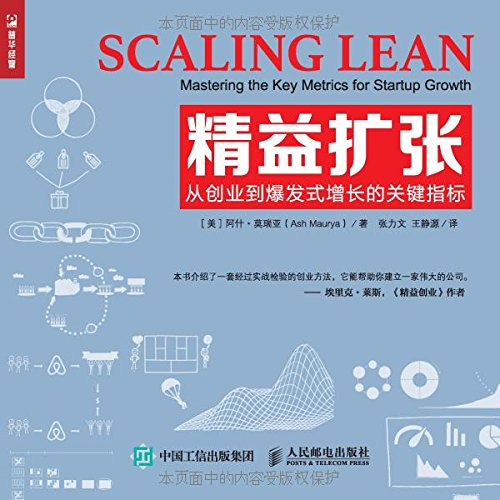 本页面中的内容受版权保护
普华经管
SCALING LEAN
Mastering the Key Metrics for Startup Growth
精益扩张
从创业到爆发式增长的关键指标
[美] 阿什·莫瑞亚（Ash Maurya）/ 著 张力文 王静源 / 译
本书介绍了一套经过实战检验的创业方法，它能帮助你建立一家伟大的公司。
—— 埃里克·莱斯，《精益创业》作者
中国工信出版集团
人民邮电出版社
POSTS & TELECOM PRESS
本页面中的内容受版权保护